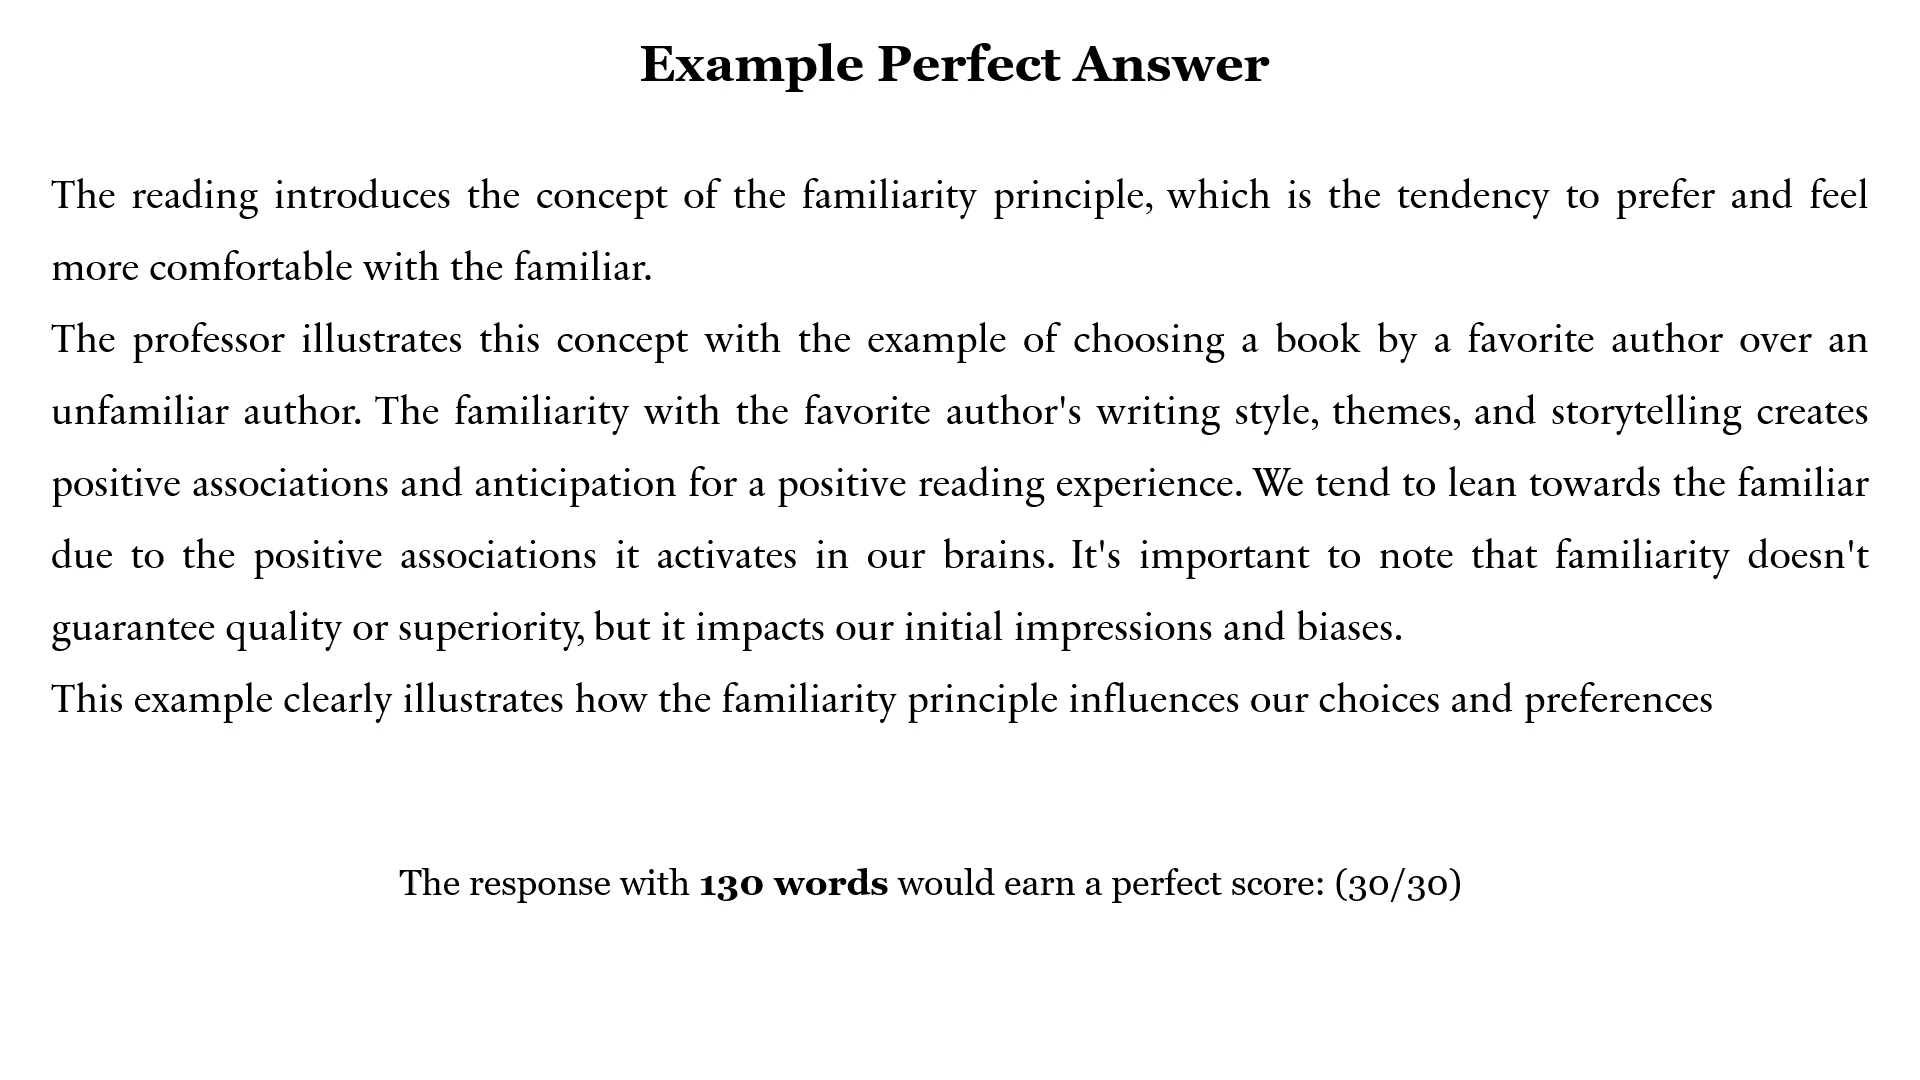 Example Perfect Answer
The reading introduces the concept of the familiarity principle, which is the tendency to prefer and feel
more comfortable with the familiar.
The professor illustrates this concept with the example of choosing a book by a favorite author over an
unfamiliar author. The familiarity with the favorite author's writing style, themes, and storytelling creates
positive associations and anticipation for a positive reading experience. We tend to lean towards the familiar
due to the positive associations it activates in our brains. It's important to note that familiarity doesn't
guarantee quality or superiority, but it impacts our initial impressions and biases.
This example clearly illustrates how the familiarity principle influences our choices and preferences
The response with 130 words would earn a perfect score: (30/30)